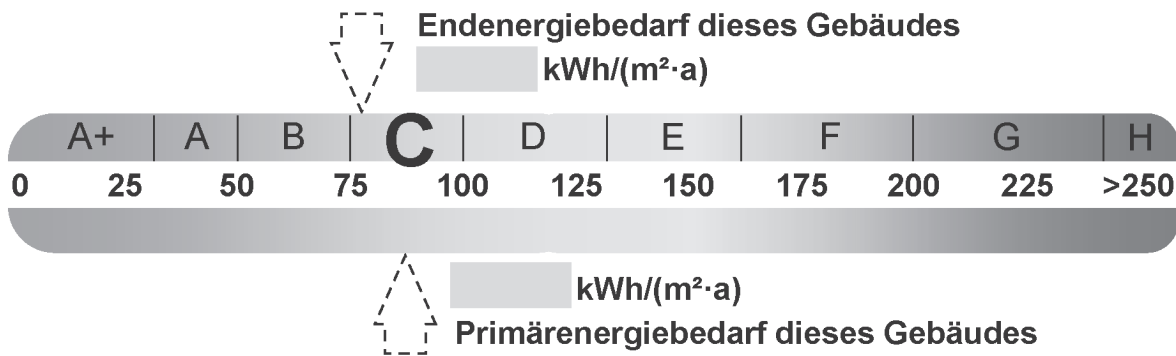 Endenergiebedarf dieses Gebäudes
kWh/(m²·a)
A+ A B C D E F G H
0 25 50 75 100 125 150 175 200 225 >250
kWh/(m²·a)
Primärenergiebedarf dieses Gebäudes